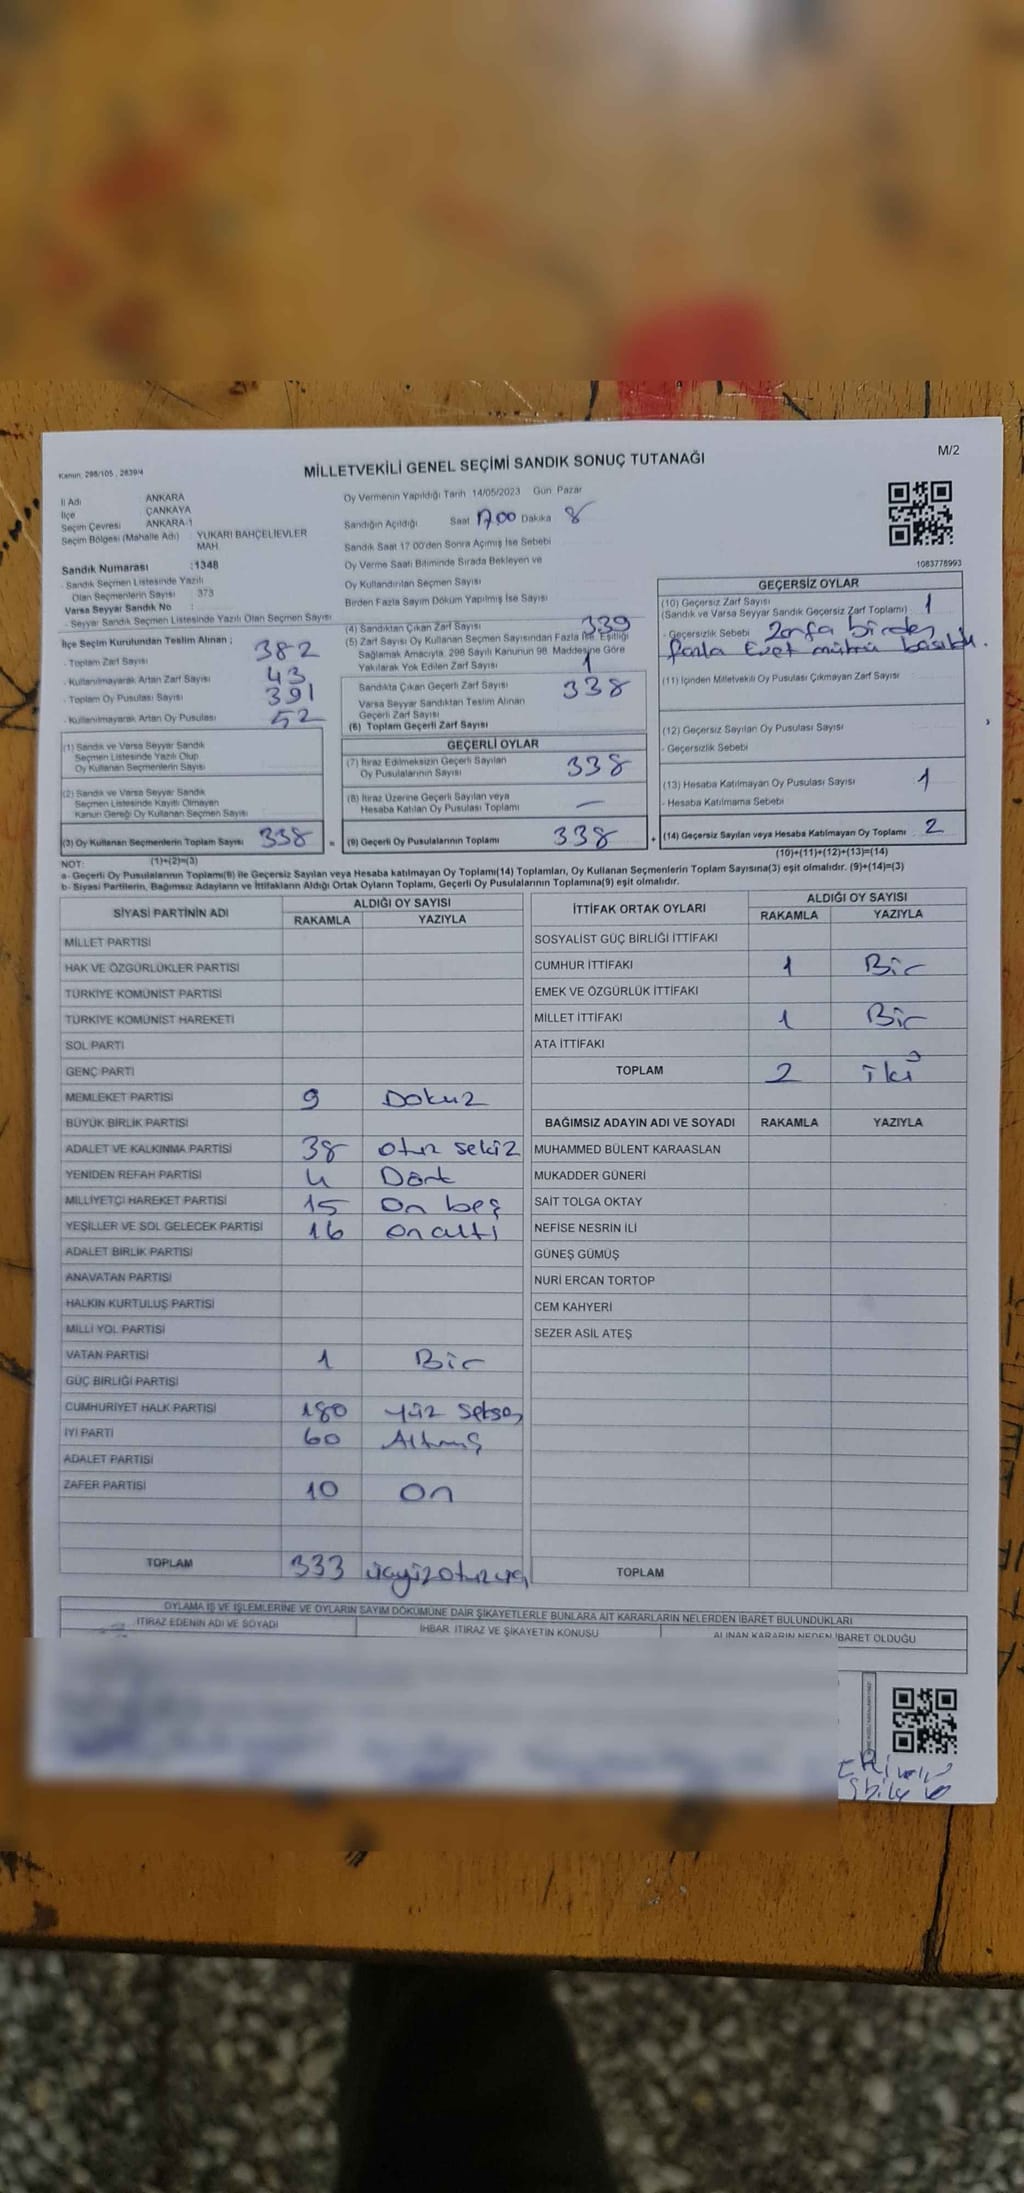 M/2
Kanun: 298/105 , 2839/4
MİLLETVEKİLİ GENEL SEÇİMİ SANDIK SONUÇ TUTANAĞI
İl Adı ANKARA
İlçe ÇANKAYA
Seçim Çevresi ANKARA-1
Seçim Bölgesi (Mahalle Adı) : YUKARI BAHÇELİEVLER
MAH.
Sandık Numarası : 1348
- Sandık Seçmen Listesinde Yazılı
Olan Seçmenlerin Sayısı : 373
Varsa Seyyar Sandık No :
- Seyyar Sandık Seçmen Listesinde Yazılı Olan Seçmen Sayısı
İlçe Seçim Kurulundan Teslim Alınan ;
- Toplam Zarf Sayısı 382
- Kullanılmayarak Artan Zarf Sayısı 43
- Toplam Oy Pusulası Sayısı 391
- Kullanılmayarak Artan Oy Pusulası 52
(1) Sandık ve Varsa Seyyar Sandık
Seçmen Listesinde Yazılı Olup
Oy Kullanan Seçmenlerin Sayısı
(2) Sandık ve Varsa Seyyar Sandık
Seçmen Listesinde Kayıtlı Olmayan
Kanun Gereği Oy Kullanan Seçmen Sayısı
(3) Oy Kullanan Seçmenlerin Toplam Sayısı 338 =
(1)+(2)=(3)
Oy Vermenin Yapıldığı Tarih 14/05/2023 Gün Pazar
Sandığın Açıldığı Saat 17.00 Dakika 8
Sandık Saat 17 00'den Sonra Açımış İse Sebebi
Oy Verme Saati Bitiminde Sırada Bekleyen ve
Oy Kullandırılan Seçmen Sayısı
Birden Fazla Sayım Döküm Yapılmış İse Sayısı
(4) Sandıktan Çıkan Zarf Sayısı 339
(5) Zarf Sayısı Oy Kullanan Seçmen Sayısından Fazla İse, Eşitliği
Sağlamak Amacıyla, 298 Sayılı Kanunun 98. Maddesine Göre
Yakılarak Yok Edilen Zarf Sayısı 1
Sandıkta Çıkan Geçerli Zarf Sayısı 338
Varsa Seyyar Sandıktan Teslim Alınan
Geçerli Zarf Sayısı
(6) Toplam Geçerli Zarf Sayısı
GEÇERLİ OYLAR
(7) İtiraz Edilmeksizin Geçerli Sayılan
Oy Pusulalarının Sayısı 338
(8) İtiraz Üzerine Geçerli Sayılan veya
Hesaba Katılan Oy Pusulası Toplamı —
(9) Geçerli Oy Pusulalarının Toplamı 338 +
1083778993
GEÇERSİZ OYLAR
(10) Geçersiz Zarf Sayısı
(Sandık ve Varsa Seyyar Sandık Geçersiz Zarf Toplamı) 1
- Geçersizlik Sebebi Zarfa birden
fazla Evet mührü basıldı.
(11) İçinden Milletvekili Oy Pusulası Çıkmayan Zarf Sayısı
(12) Geçersiz Sayılan Oy Pusulası Sayısı
- Geçersizlik Sebebi
(13) Hesaba Katılmayan Oy Pusulası Sayısı 1
- Hesaba Katılmama Sebebi
(14) Geçersiz Sayılan veya Hesaba Katılmayan Oy Toplamı 2
(10)+(11)+(12)+(13)=(14)
NOT:
a- Geçerli Oy Pusulasının Toplamı(9) ile Geçersiz Sayılan veya Hesaba katılmayan Oy Toplamı(14) Toplamları, Oy Kullanan Seçmenlerin Toplam Sayısına(3) eşit olmalıdır. (9)+(14)=(3)
b- Siyasi Partilerin, Bağımsız Adayların ve İttifakların Aldığı Ortak Oyların Toplamı, Geçerli Oy Pusulalarının Toplamına(9) eşit olmalıdır.
SİYASİ PARTİNİN ADI ALDIĞI OY SAYISI
RAKAMLA YAZIYLA
MİLLET PARTİSİ
HAK VE ÖZGÜRLÜKLER PARTİSİ
TÜRKİYE KOMÜNİST PARTİSİ
TÜRKİYE KOMÜNİST HAREKETİ
SOL PARTİ
GENÇ PARTİ
MEMLEKET PARTİSİ 9 Dokuz
BÜYÜK BİRLİK PARTİSİ
ADALET VE KALKINMA PARTİSİ 38 otuz sekiz
YENİDEN REFAH PARTİSİ 4 Dört
MİLLİYETÇİ HAREKET PARTİSİ 15 On beş
YEŞİLLER VE SOL GELECEK PARTİSİ 16 on altı
ADALET BİRLİK PARTİSİ
ANAVATAN PARTİSİ
HALKIN KURTULUŞ PARTİSİ
MİLLİ YOL PARTİSİ
VATAN PARTİSİ 1 Bir
GÜÇ BİRLİĞİ PARTİSİ
CUMHURİYET HALK PARTİSİ 180 yüz seksen
İYİ PARTİ 60 Altmış
ADALET PARTİSİ
ZAFER PARTİSİ 10 On
TOPLAM 333 üçyüzotuzüç
İTTİFAK ORTAK OYLARI ALDIĞI OY SAYISI
RAKAMLA YAZIYLA
SOSYALİST GÜÇ BİRLİĞİ İTTİFAKI
CUMHUR İTTİFAKI 1 Bir
EMEK VE ÖZGÜRLÜK İTTİFAKI
MİLLET İTTİFAKI 1 Bir
ATA İTTİFAKI
TOPLAM 2 iki
BAĞIMSIZ ADAYIN ADI VE SOYADI RAKAMLA YAZIYLA
MUHAMMED BÜLENT KARAASLAN
MUKADDER GÜNERİ
SAİT TOLGA OKTAY
NEFİSE NESRİN İLİ
GÜNEŞ GÜMÜŞ
NURİ ERCAN TORTOP
CEM KAHYERİ
SEZER ASİL ATEŞ
TOPLAM
OYLAMA İŞ VE İŞLEMLERİNE VE OYLARIN SAYIM DÖKÜMÜNE DAİR ŞİKAYETLERLE BUNLARA AİT KARARLARIN NELERDEN İBARET BULUNDUKLARI
İTİRAZ EDENİN ADI VE SOYADI İHBAR İTİRAZ VE ŞİKAYETİN KONUSU ALINAN KARARIN NEDEN İBARET OLDUĞU